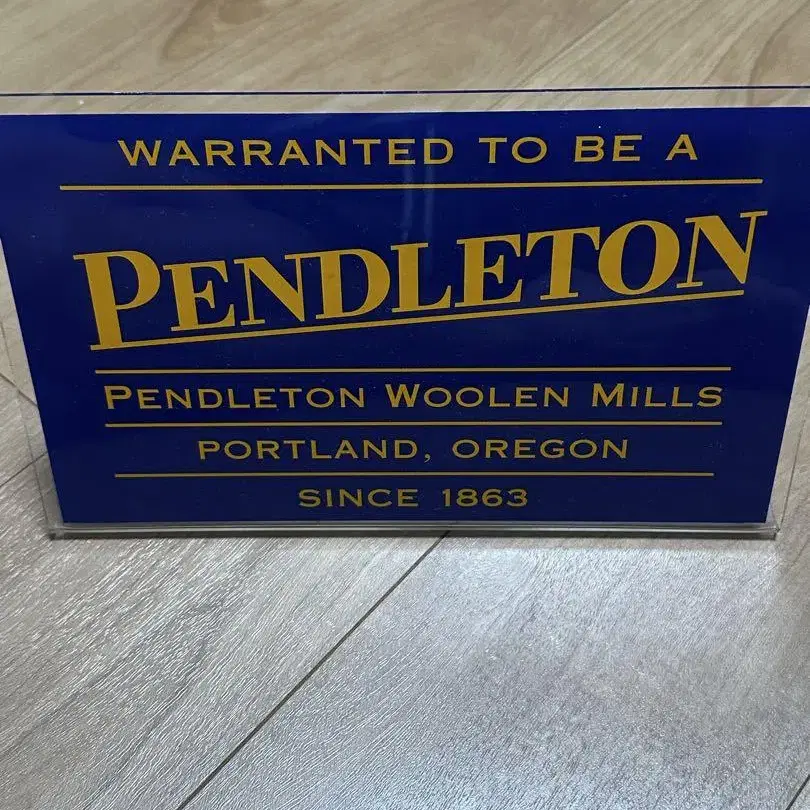 WARRANTED TO BE A
PENDLETON
PENDLETON WOOLEN MILLS
PORTLAND, OREGON
SINCE 1863